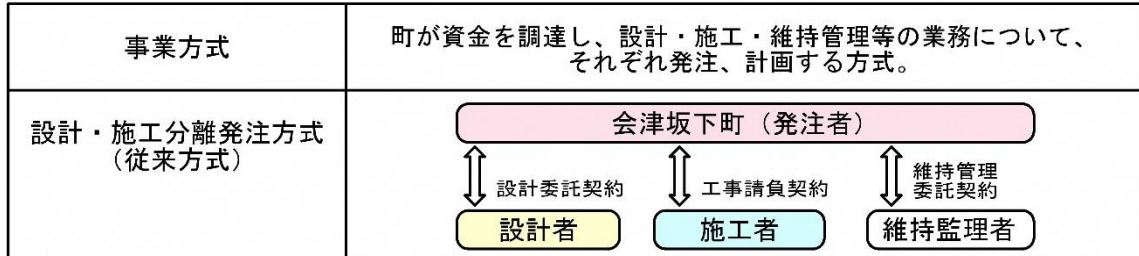 事業方式
町が資金を調達し、設計・施工・維持管理等の業務について、
それぞれ発注、計画する方式。
設計・施工分離発注方式
（従来方式）
会津坂下町（発注者）
設計委託契約
工事請負契約
維持管理
委託契約
設計者
施工者
維持監理者